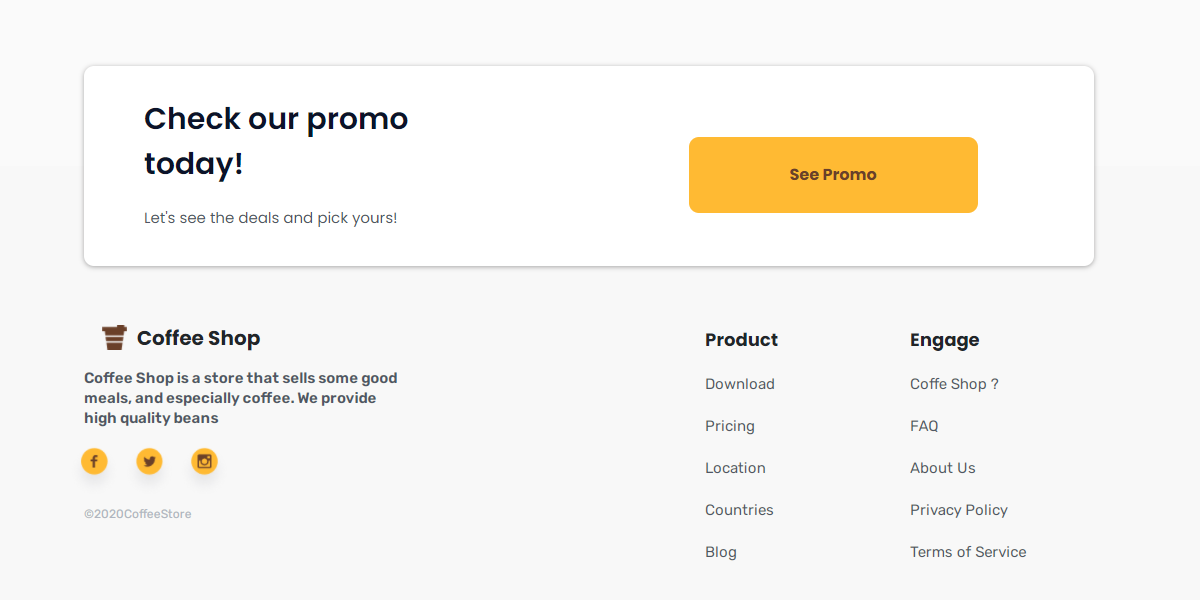 Check our promo
today!
Let's see the deals and pick yours!
See Promo
Coffee Shop
Coffee Shop is a store that sells some good
meals, and especially coffee. We provide
high quality beans
©2020CoffeeStore
Product
Download
Pricing
Location
Countries
Blog
Engage
Coffe Shop ?
FAQ
About Us
Privacy Policy
Terms of Service